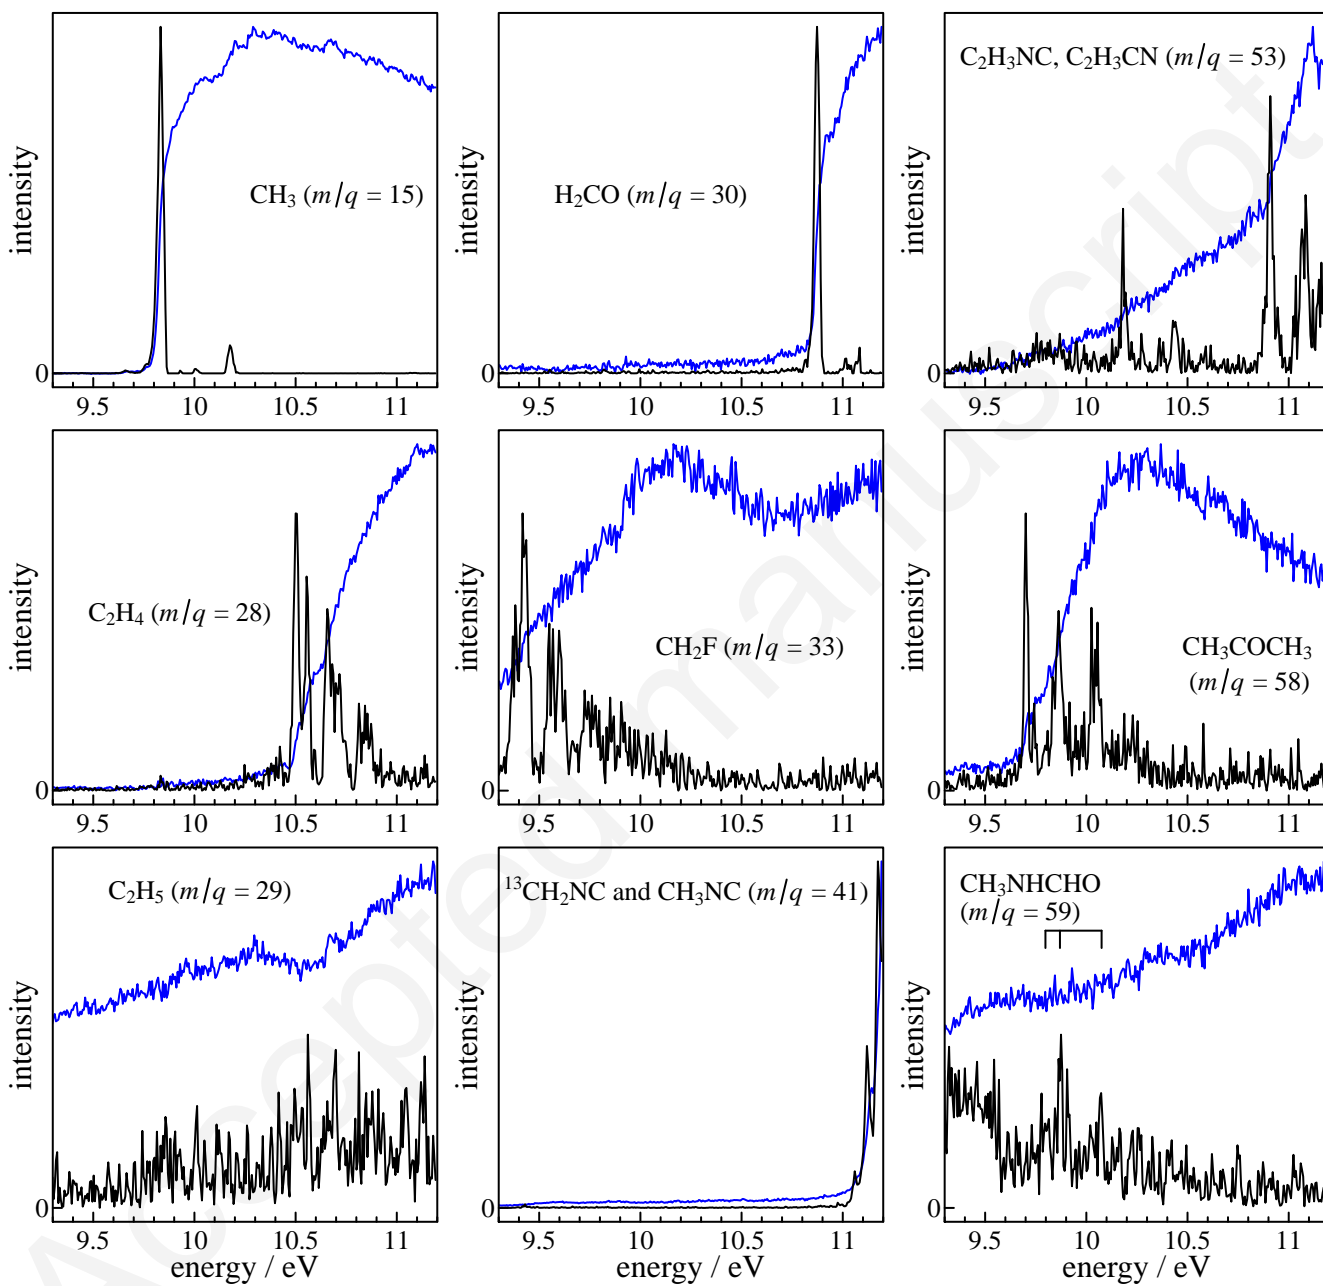 intensity
CH₃ (m/q = 15)
0
9.5 10 10.5 11
intensity
H₂CO (m/q = 30)
0
9.5 10 10.5 11
intensity
C₂H₃NC, C₂H₃CN (m/q = 53)
0
9.5 10 10.5 11
intensity
C₂H₄ (m/q = 28)
0
9.5 10 10.5 11
intensity
CH₂F (m/q = 33)
0
9.5 10 10.5 11
intensity
CH₃COCH₃
(m/q = 58)
0
9.5 10 10.5 11
intensity
C₂H₅ (m/q = 29)
0
9.5 10 10.5 11
energy / eV
intensity
¹³CH₂NC and CH₃NC (m/q = 41)
0
9.5 10 10.5 11
energy / eV
intensity
CH₃NHCHO
(m/q = 59)
0
9.5 10 10.5 11
energy / eV
Accepted manuscript